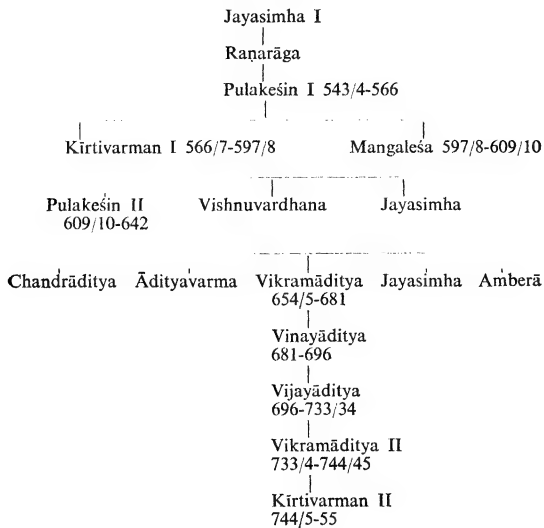 Jayasimha I
Raṇarāga
Pulakeśin I 543/4-566
Kīrtivarman I 566/7-597/8 Mangaleśa 597/8-609/10
Pulakeśin II Vishnuvardhana Jayasimha
609/10-642
Chandrāditya Ādityavarma Vikramāditya Jayasimha Amberā
654/5-681
Vinayāditya
681-696
Vijayāditya
696-733/34
Vikramāditya II
733/4-744/45
Kīrtivarman II
744/5-55